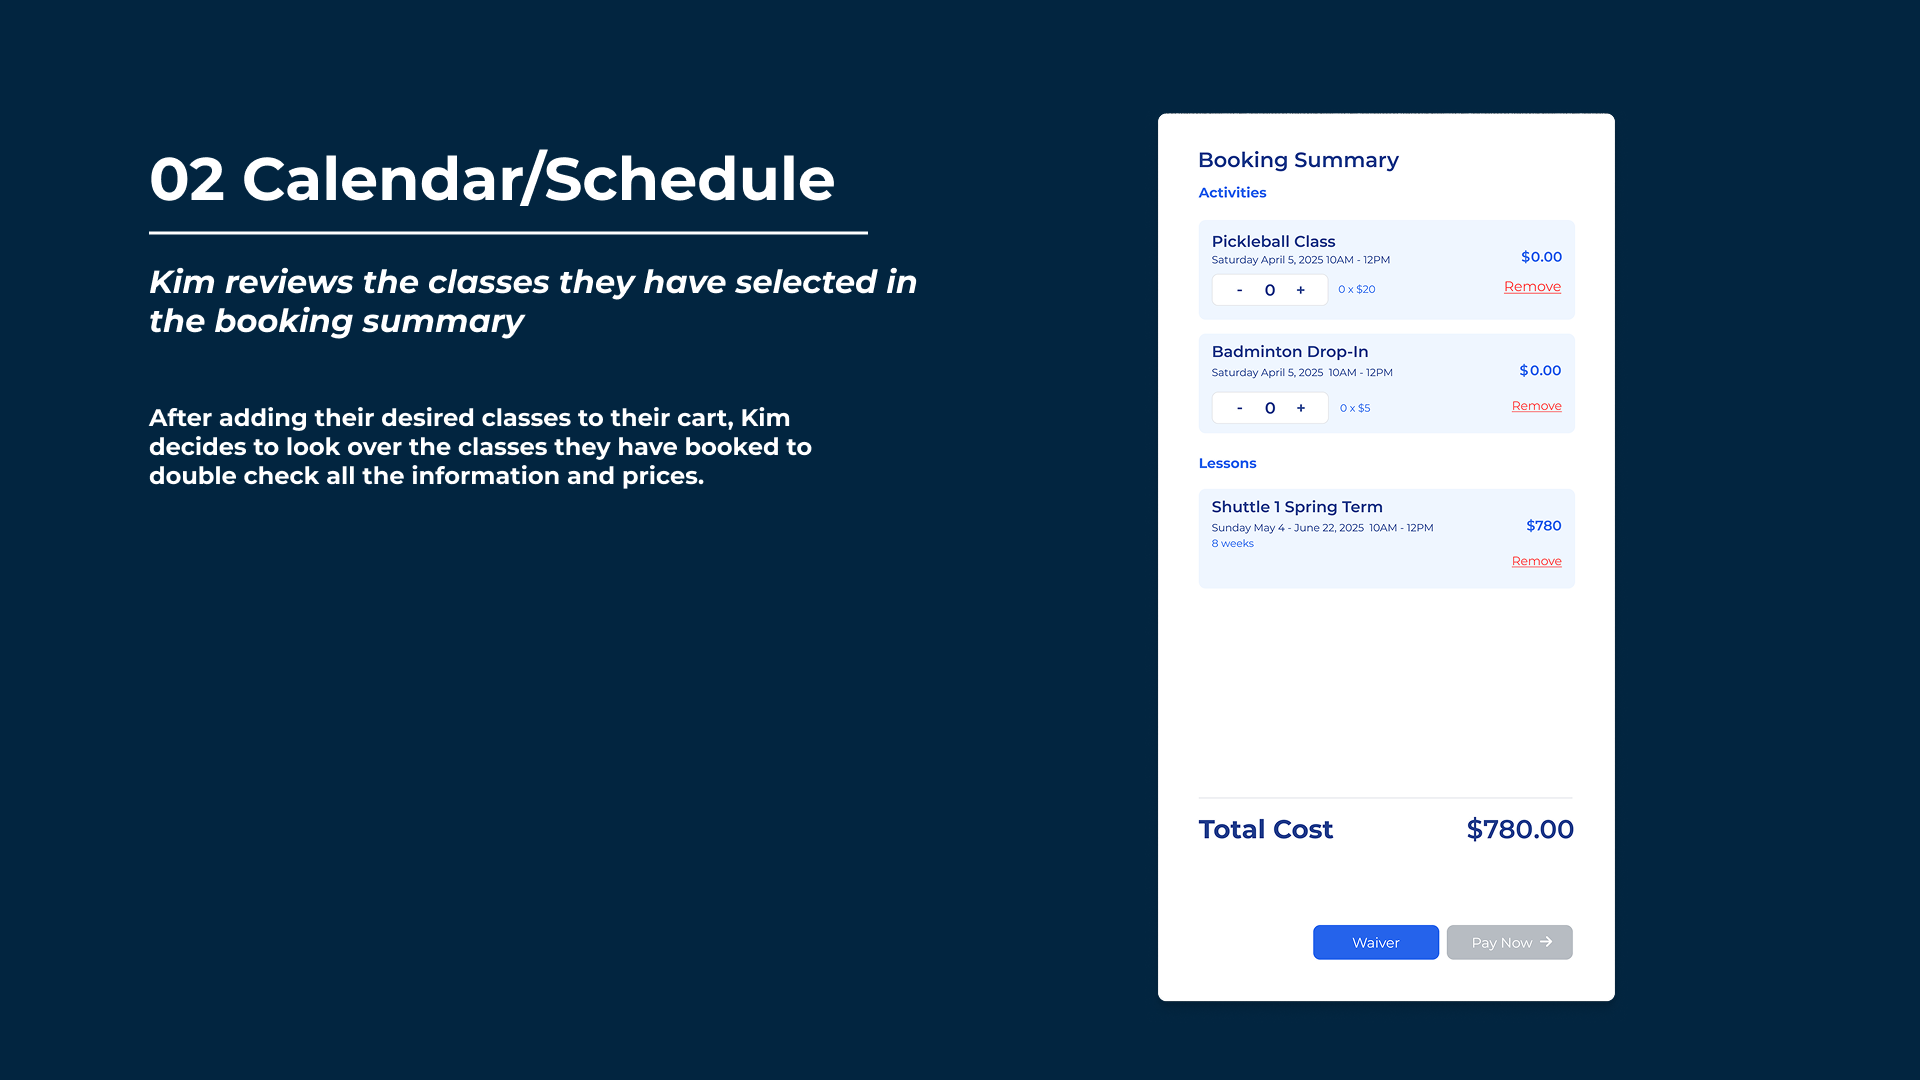 02 Calendar/Schedule
Kim reviews the classes they have selected in
the booking summary
After adding their desired classes to their cart, Kim
decides to look over the classes they have booked to
double check all the information and prices.
Booking Summary
Activities
Pickleball Class
Saturday April 5, 2025 10AM - 12PM
$0.00
- 0 +
0 x $20
Remove
Badminton Drop-In
Saturday April 5, 2025 10AM - 12PM
$0.00
- 0 +
0 x $5
Remove
Lessons
Shuttle 1 Spring Term
Sunday May 4 - June 22, 2025 10AM - 12PM
$780
8 weeks
Remove
Total Cost $780.00
Waiver
Pay Now →